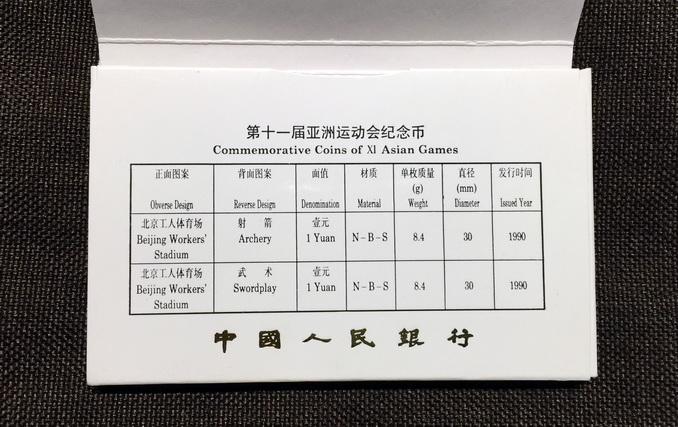 第十一届亚洲运动会纪念币
Commemorative Coins of XI Asian Games
正面图案 背面图案 面值 材质 单枚质量 直径 发行时间
(g) (mm)
Obverse Design Reverse Design Denomination Material Weight Diameter Issued Year
北京工人体育场 射 箭 壹元
Beijing Workers' Archery 1 Yuan N-B-S 8.4 30 1990
Stadium
北京工人体育场 武 术 壹元
Beijing Workers' Swordplay 1 Yuan N-B-S 8.4 30 1990
Stadium
中國人民銀行